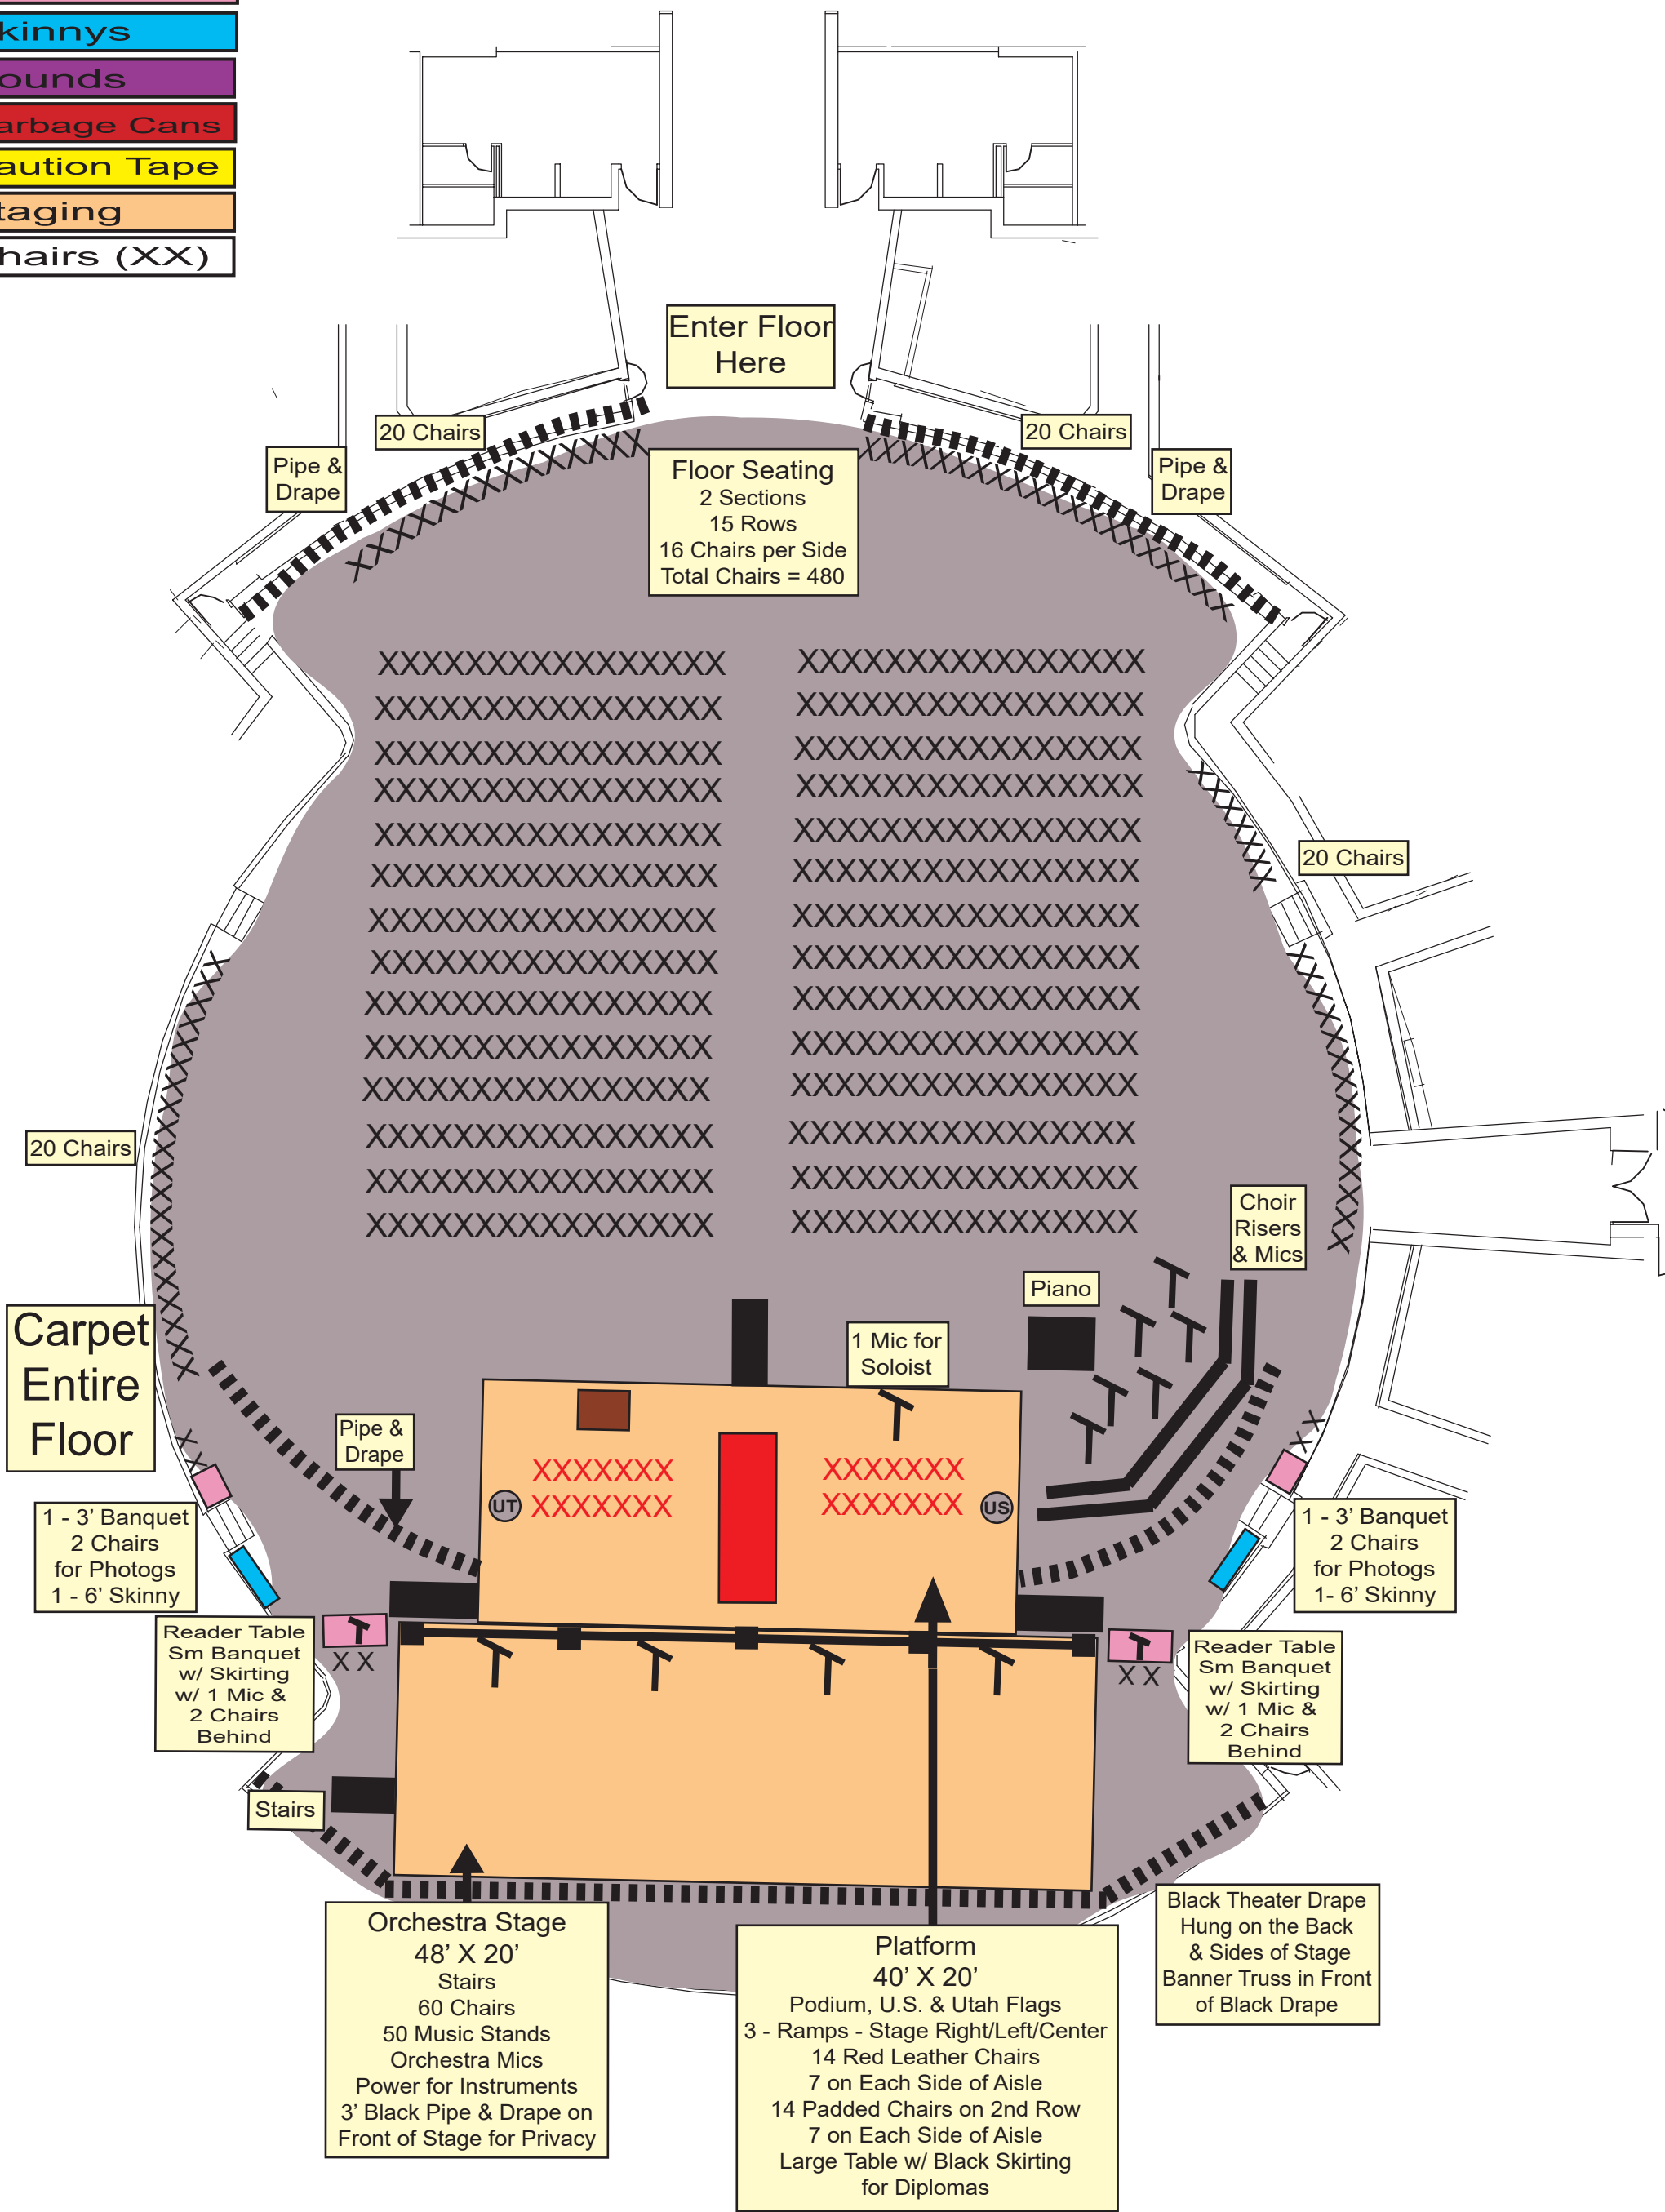 kinnys
ounds
arbage Cans
aution Tape
taging
hairs (XX)
Enter Floor
Here
20 Chairs
20 Chairs
Pipe &
Drape
Floor Seating
2 Sections
15 Rows
16 Chairs per Side
Total Chairs = 480
Pipe &
Drape
20 Chairs
20 Chairs
Choir
Risers
& Mics
Piano
Carpet
Entire
Floor
1 Mic for
Soloist
Pipe &
Drape
UT
US
1 - 3’ Banquet
2 Chairs
for Photogs
1 - 6’ Skinny
1 - 3’ Banquet
2 Chairs
for Photogs
1- 6’ Skinny
Reader Table
Sm Banquet
w/ Skirting
w/ 1 Mic &
2 Chairs
Behind
Reader Table
Sm Banquet
w/ Skirting
w/ 1 Mic &
2 Chairs
Behind
Stairs
Orchestra Stage
48’ X 20’
Stairs
60 Chairs
50 Music Stands
Orchestra Mics
Power for Instruments
3’ Black Pipe & Drape on
Front of Stage for Privacy
Platform
40’ X 20’
Podium, U.S. & Utah Flags
3 - Ramps - Stage Right/Left/Center
14 Red Leather Chairs
7 on Each Side of Aisle
14 Padded Chairs on 2nd Row
7 on Each Side of Aisle
Large Table w/ Black Skirting
for Diplomas
Black Theater Drape
Hung on the Back
& Sides of Stage
Banner Truss in Front
of Black Drape